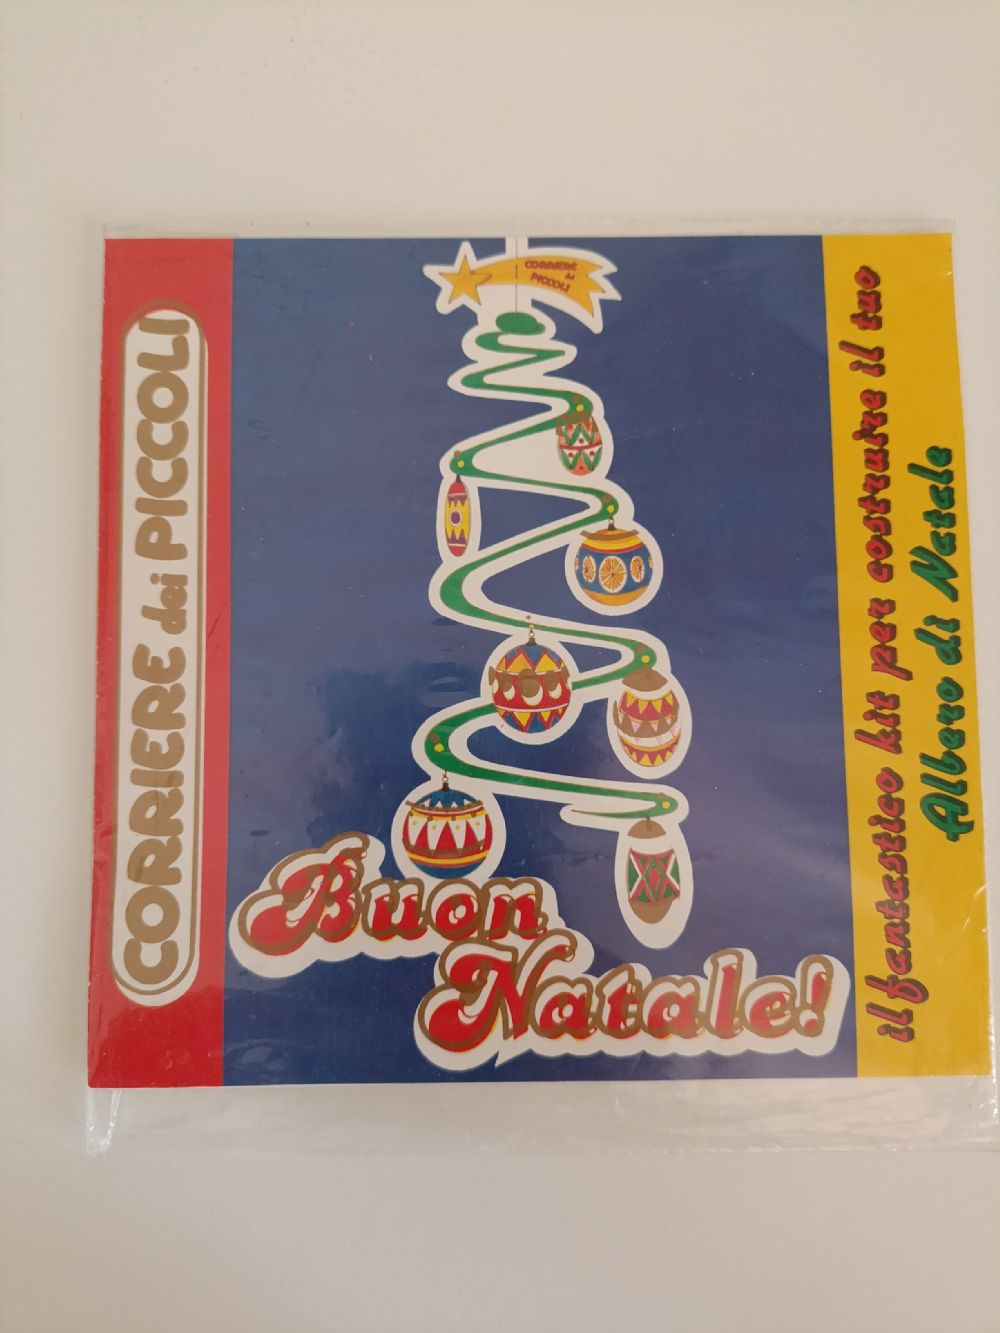 CORRIERE dei PICCOLI
CORRIERE
dei
PICCOLI
Buon
Natale!
il fantastico kit per costruire il tuo
Albero di Natale